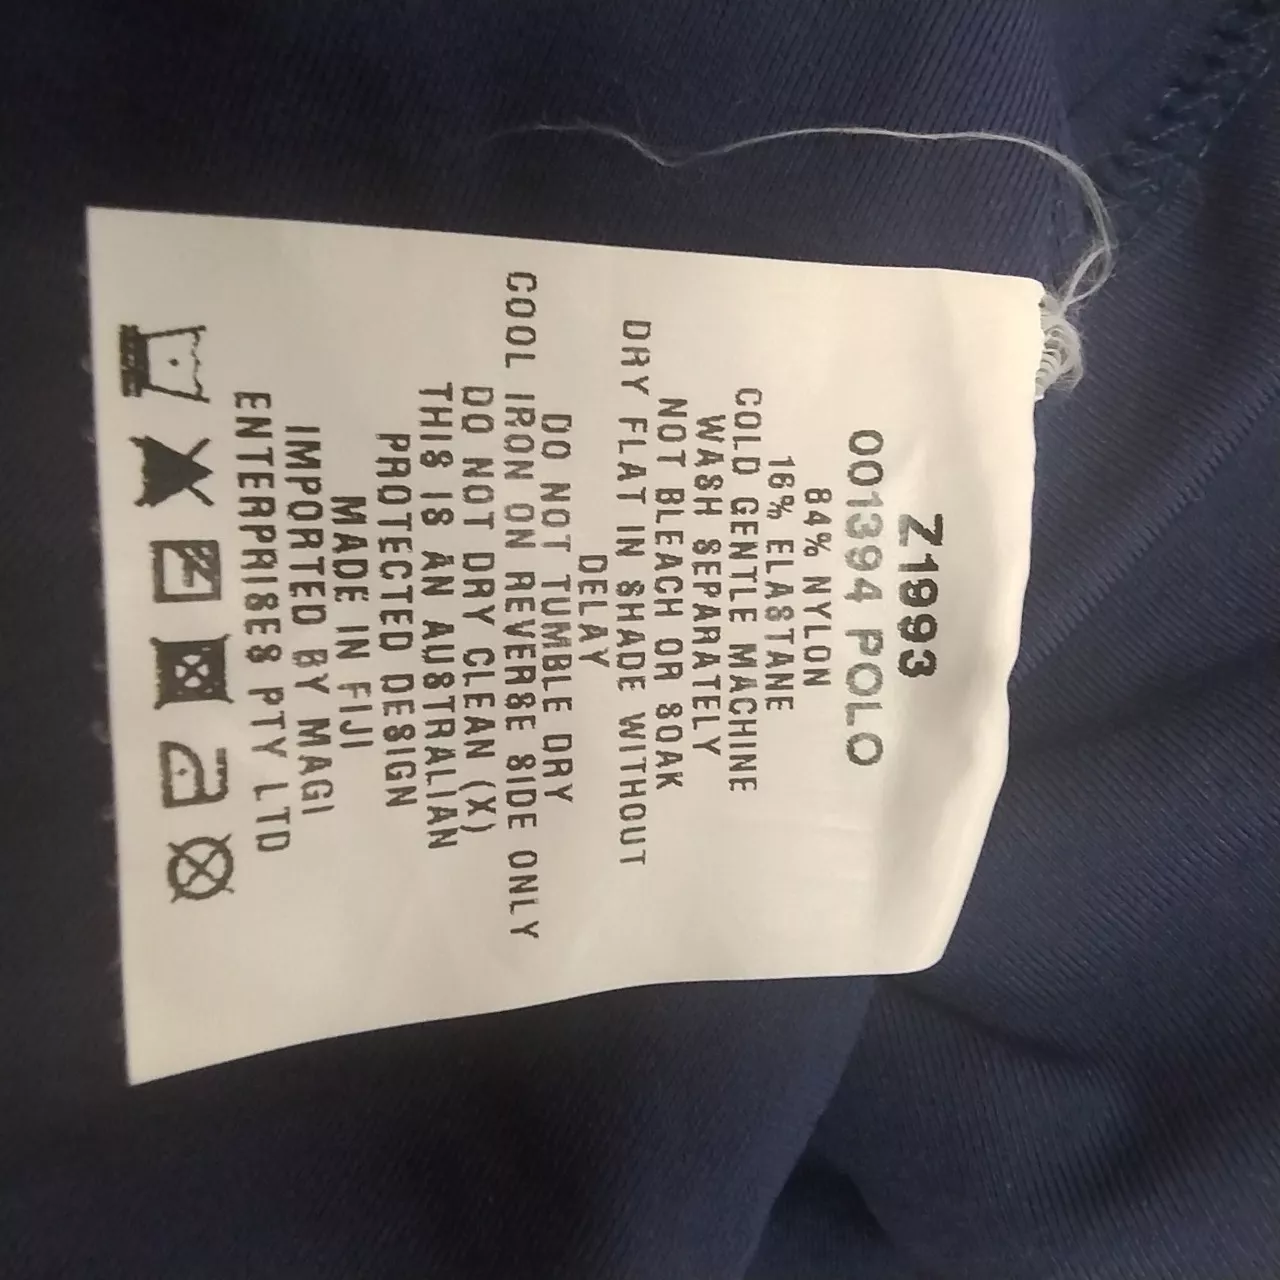 Z1993
001394 POLO
84% NYLON
16% ELASTANE
COLD GENTLE MACHINE
WASH SEPARATELY
NOT BLEACH OR SOAK
DRY FLAT IN SHADE WITHOUT
DELAY
DO NOT TUMBLE DRY
COOL IRON ON REVERSE SIDE ONLY
DO NOT DRY CLEAN (X)
THIS IS AN AUSTRALIAN
PROTECTED DESIGN
MADE IN FIJI
IMPORTED BY MAGI
ENTERPRISES PTY LTD